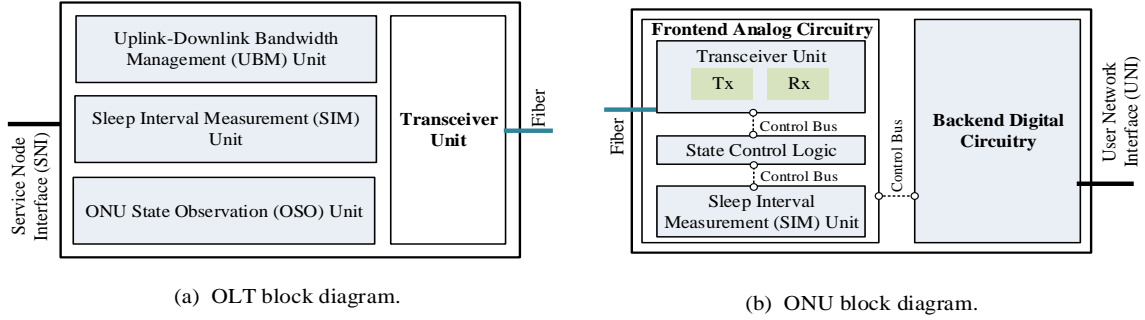 Uplink-Downlink Bandwidth
Management (UBM) Unit
Sleep Interval Measurement (SIM)
Unit
ONU State Observation (OSO) Unit
Transceiver
Unit
Service Node
Interface (SNI)
Fiber
(a) OLT block diagram.
Frontend Analog Circuitry
Transceiver Unit
Tx
Rx
Control Bus
State Control Logic
Control Bus
Sleep Interval
Measurement (SIM) Unit
Fiber
Control Bus
Backend Digital
Circuitry
User Network
Interface (UNI)
(b) ONU block diagram.